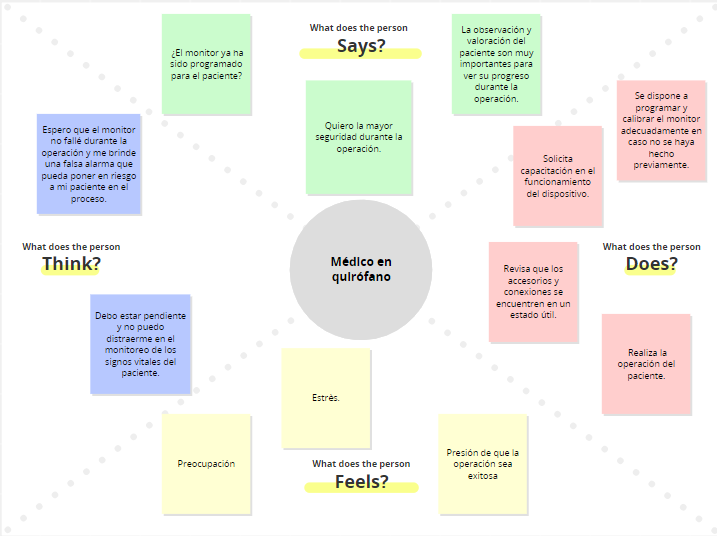 What does the person
Says?
¿El monitor ya ha
sido programado
para el paciente?
Quiero la mayor
seguridad durante la
operación.
La observación y
valoración del
paciente son muy
importantes para
ver su progreso
durante la
operación.
Espero que el monitor
no fallé durante la
operación y me brinde
una falsa alarma que
pueda poner en riesgo
a mi paciente en el
proceso.
What does the person
Think?
Debo estar pendiente
y no puedo
distraerme en el
monitoreo de los
signos vitales del
paciente.
Médico en
quirófano
Se dispone a
programar y
calibrar el monitor
adecuadamente en
caso no se haya
hecho
previamente.
Solicita
capacitación en el
funcionamiento
del dispositivo.
What does the person
Does?
Revisa que los
accesorios y
conexiones se
encuentren en un
estado útil.
Realiza la
operación del
paciente.
Estrès.
Preocupación
What does the person
Feels?
Presión de que la
operación sea
exitosa